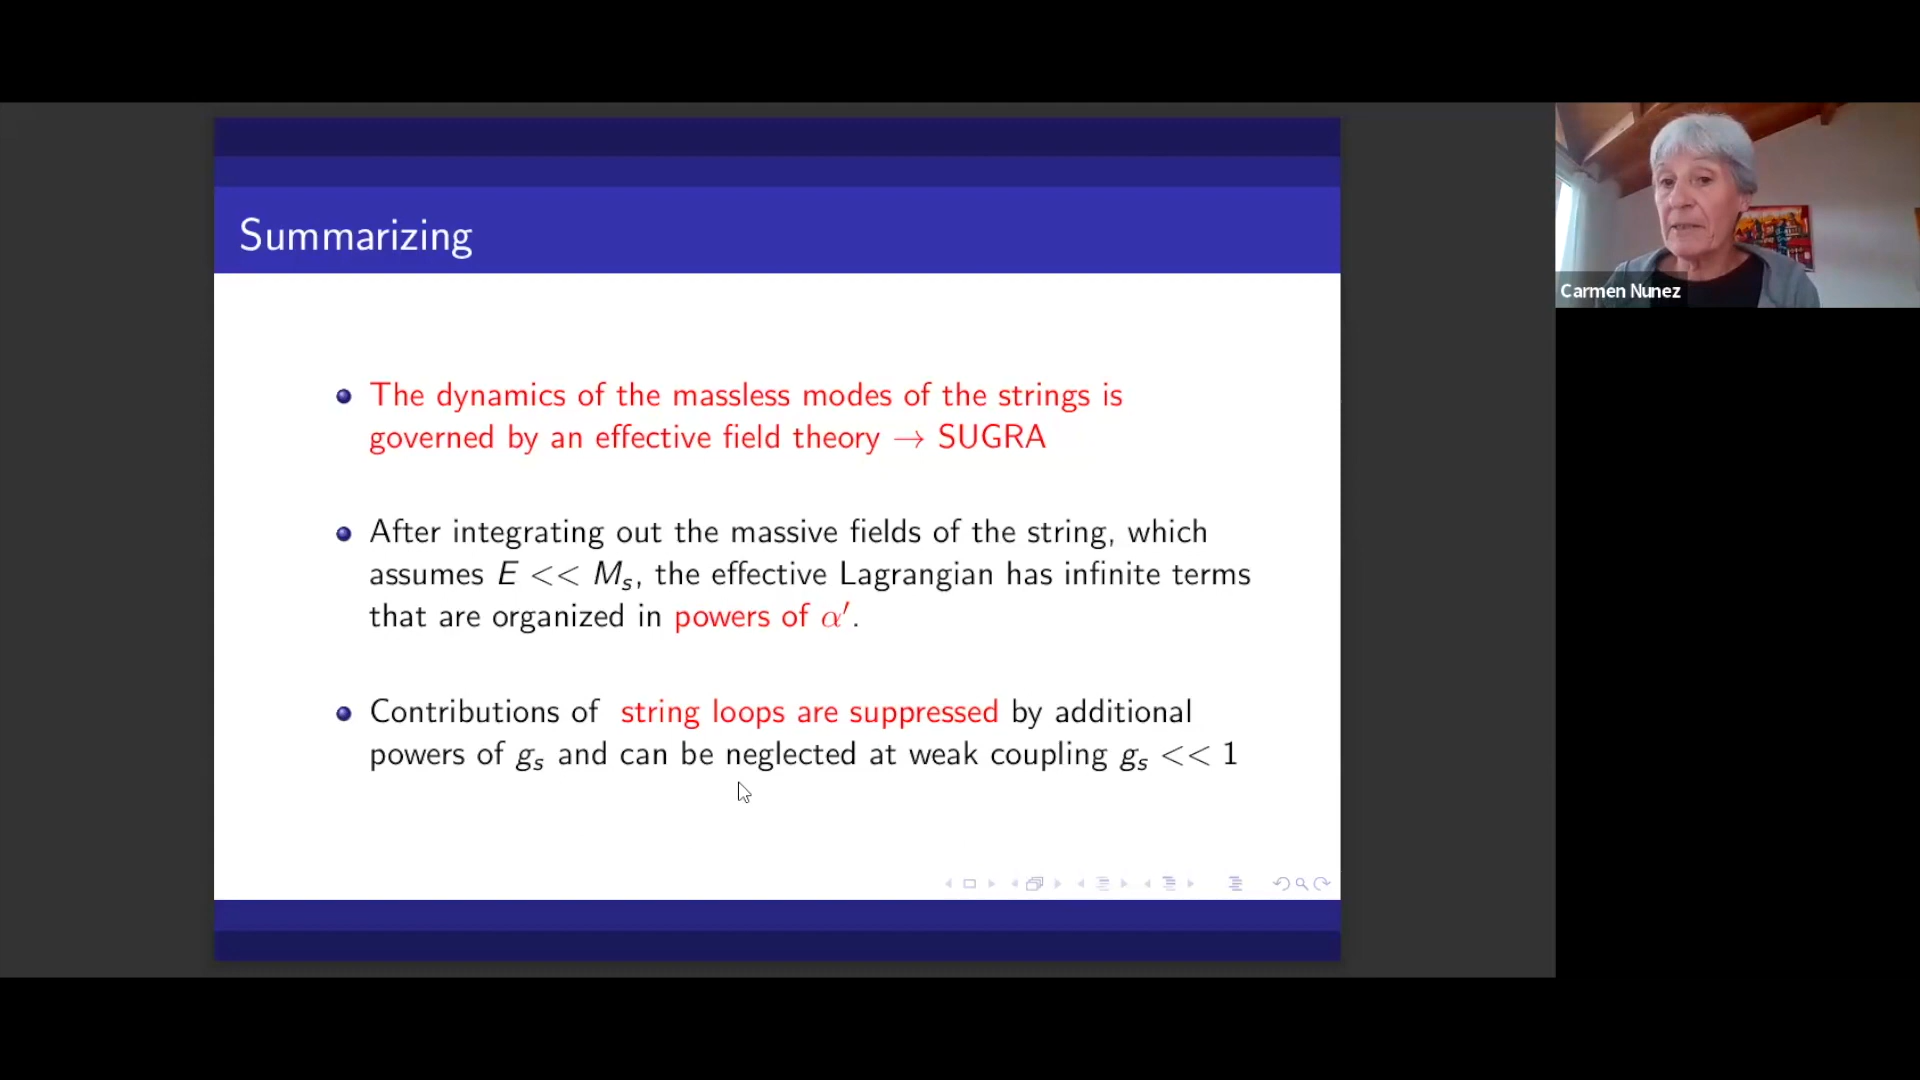 Summarizing
The dynamics of the massless modes of the strings is
governed by an effective field theory → SUGRA
After integrating out the massive fields of the string, which
assumes E << Mₛ, the effective Lagrangian has infinite terms
that are organized in powers of α′.
Contributions of string loops are suppressed by additional
powers of gₛ and can be neglected at weak coupling gₛ << 1
Carmen Nunez